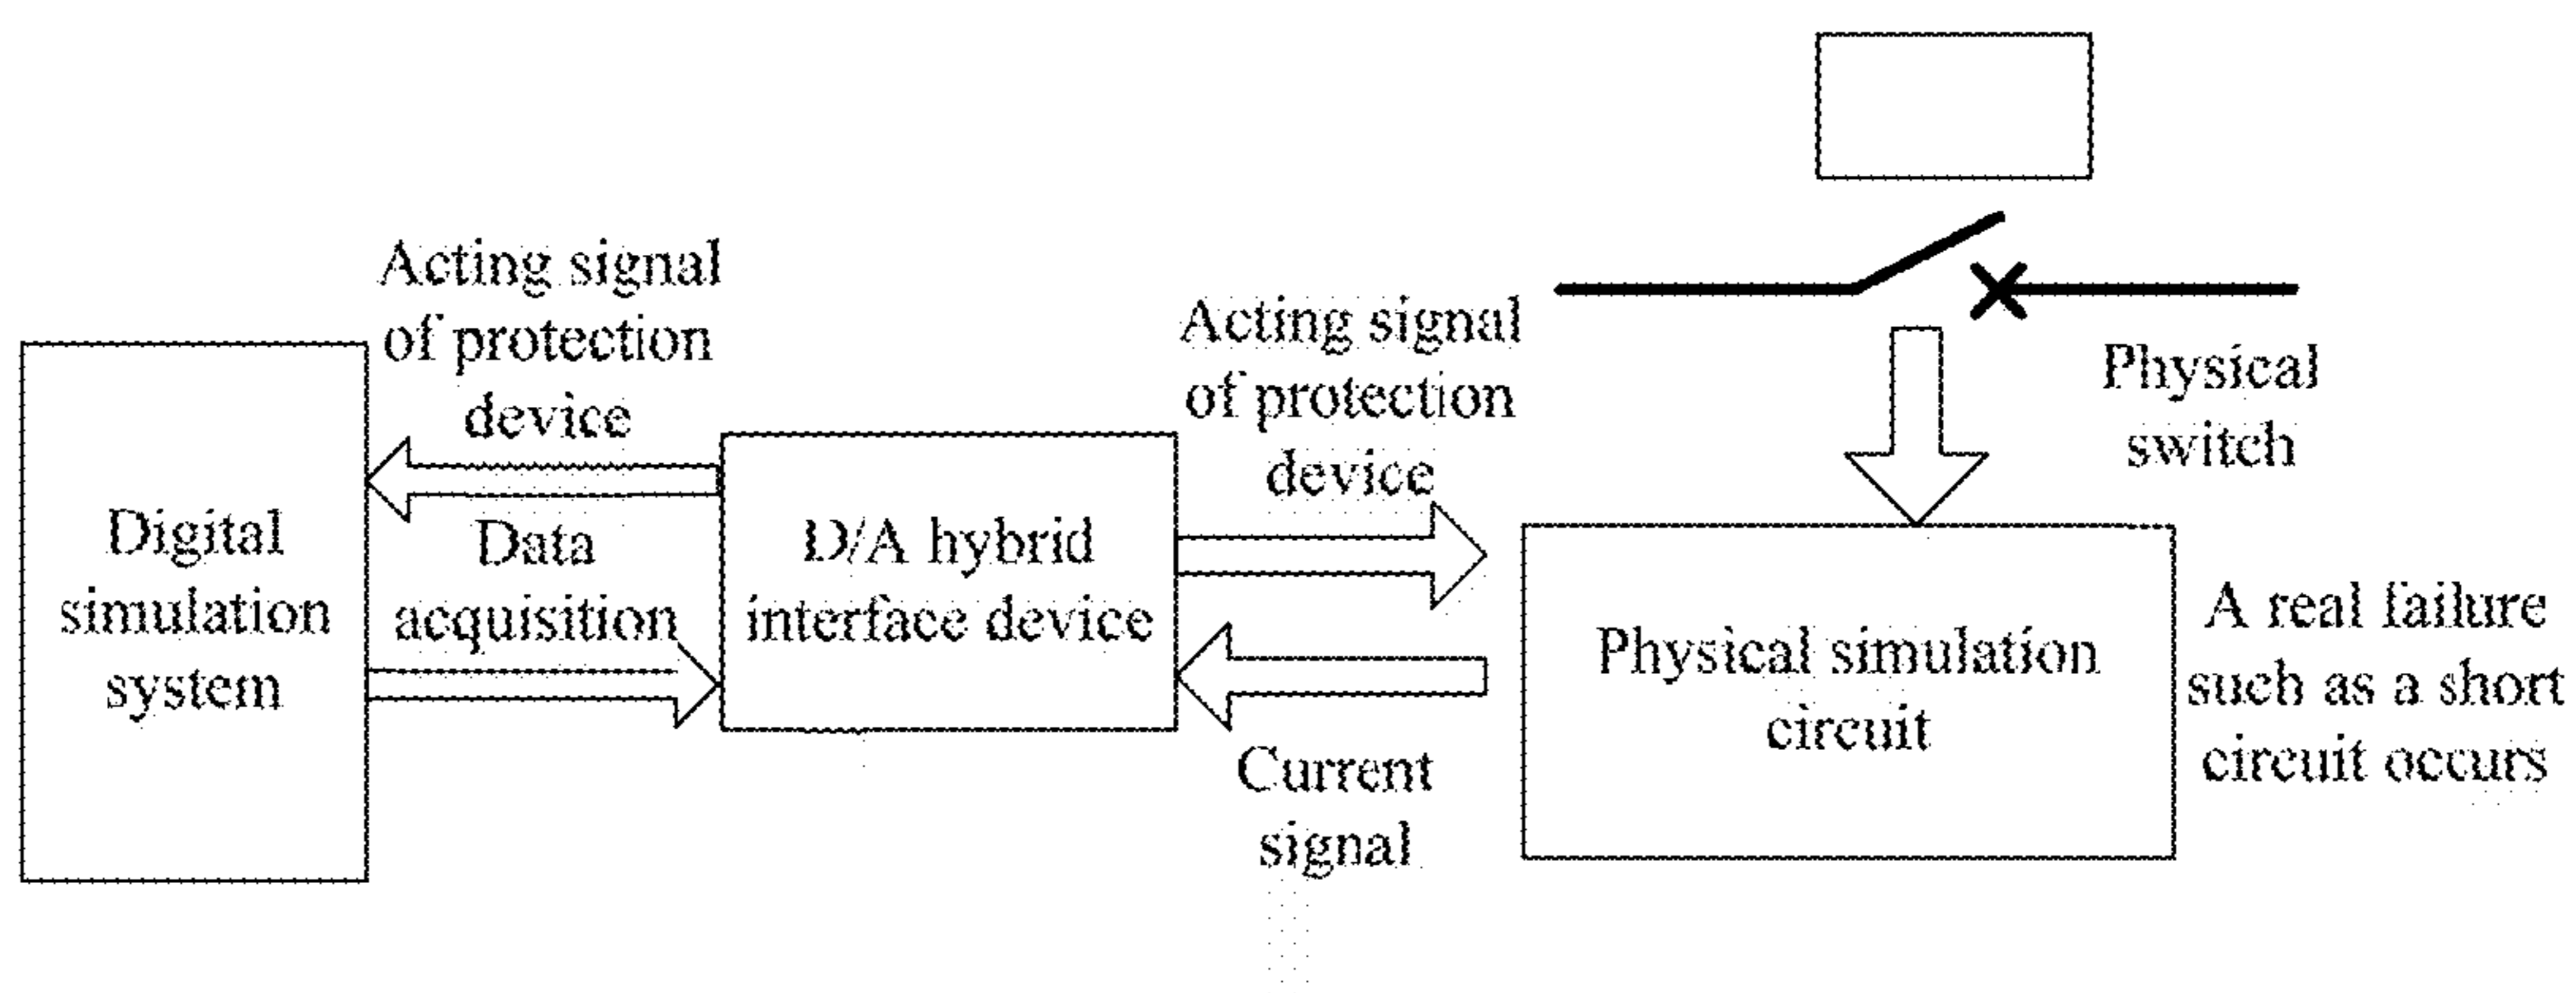 Acting signal
of protection
device
Digital
simulation
system
Data
acquisition
D/A hybrid
interface device
Acting signal
of protection
device
Current
signal
Physical
switch
Physical simulation
circuit
A real failure
such as a short
circuit occurs